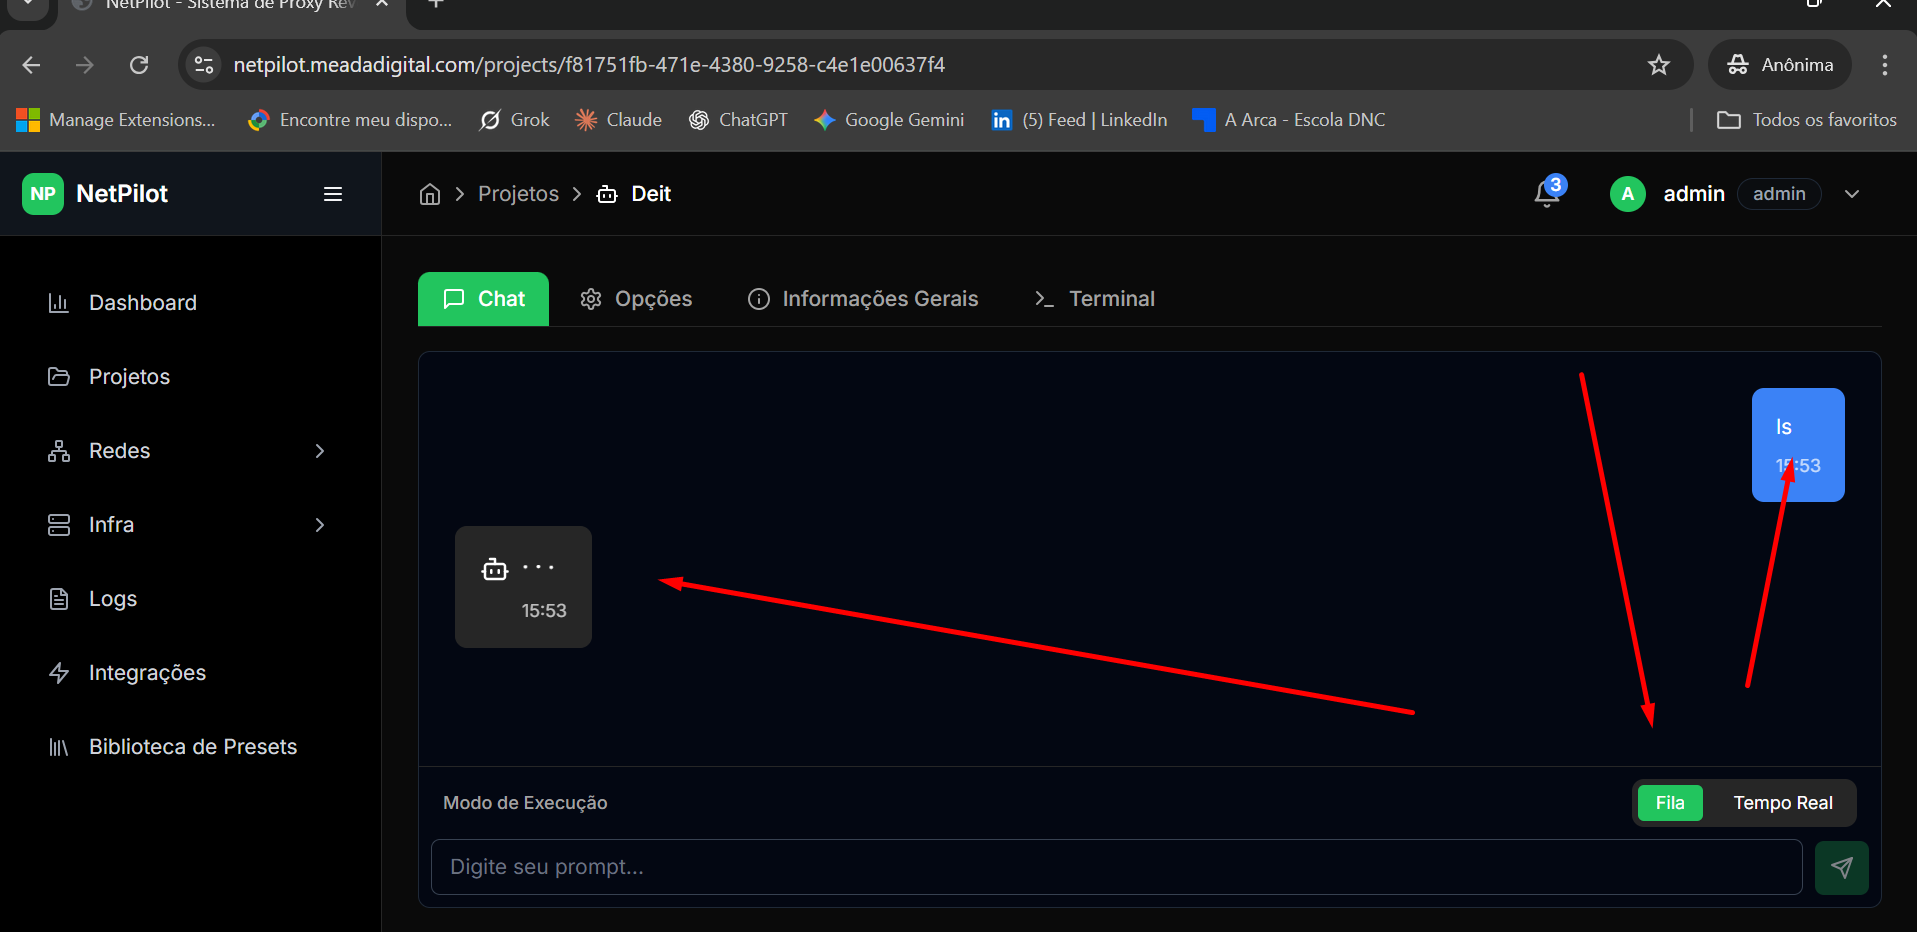 NetPilot - Sistema de Proxy Rev
netpilot.meadadigital.com/projects/f81751fb-471e-4380-9258-c4e1e00637f4
Anônima
Manage Extensions...
Encontre meu dispo...
Grok
Claude
ChatGPT
Google Gemini
(5) Feed | LinkedIn
A Arca - Escola DNC
Todos os favoritos
NP NetPilot
Projetos
Deit
3
A
admin
admin
Dashboard
Projetos
Redes
Infra
Logs
Integrações
Biblioteca de Presets
Chat
Opções
Informações Gerais
Terminal
ls
15:53
...
15:53
Modo de Execução
Fila
Tempo Real
Digite seu prompt...